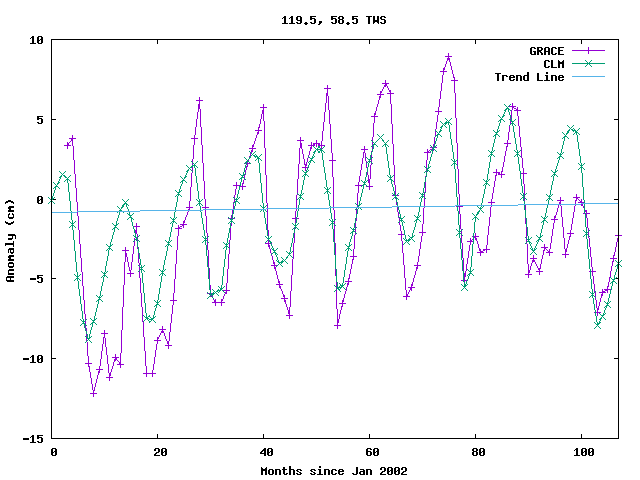 119.5, 58.5 TWS
GRACE
CLM
Trend Line
10
5
0
-5
-10
-15
Anomaly (cm)
0 20 40 60 80 100
Months since Jan 2002